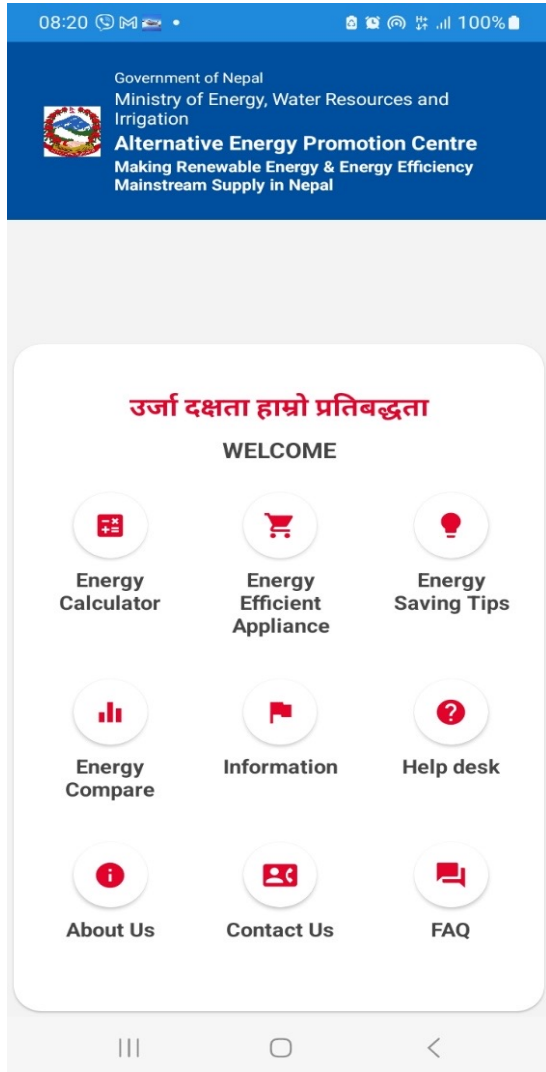 08:20 100%
Government of Nepal
Ministry of Energy, Water Resources and
Irrigation
Alternative Energy Promotion Centre
Making Renewable Energy & Energy Efficiency
Mainstream Supply in Nepal
उर्जा दक्षता हाम्रो प्रतिबद्धता
WELCOME
Energy
Calculator
Energy
Efficient
Appliance
Energy
Saving Tips
Energy
Compare
Information
Help desk
About Us
Contact Us
FAQ